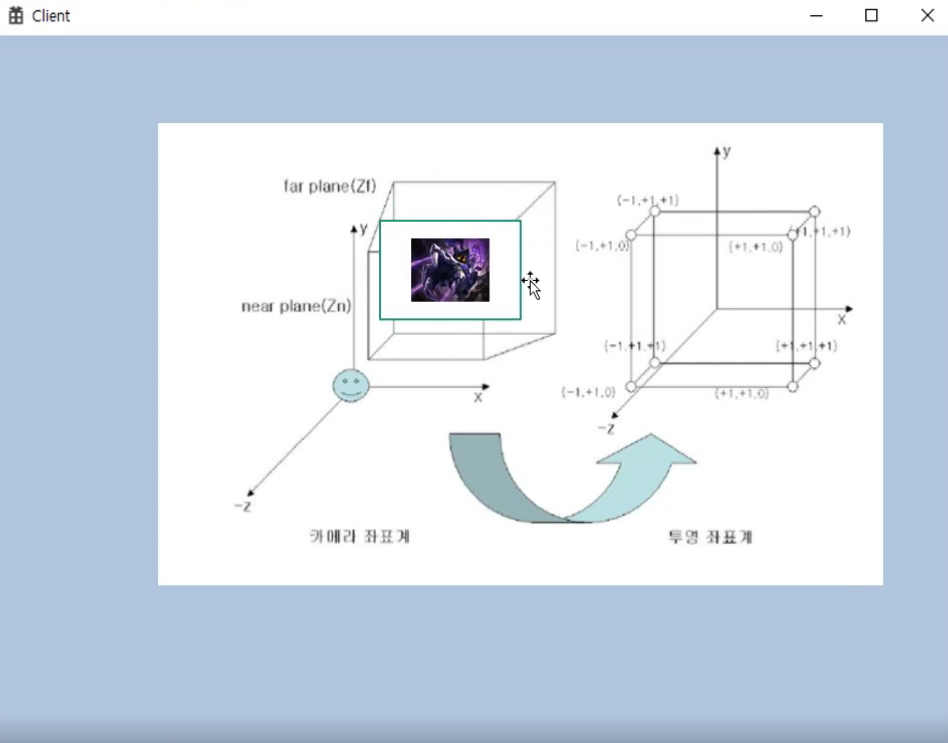 Client
far plane(Zf)
y
near plane(Zn)
x
-z
카메라 좌표계
y
(-1,+1,+1)
(+1,+1,+1)
(-1,+1,0)
(+1,+1,0)
x
(-1,+1,+1)
(+1,+1,+1)
(-1,+1,0)
(+1,+1,0)
-z
투영 좌표계